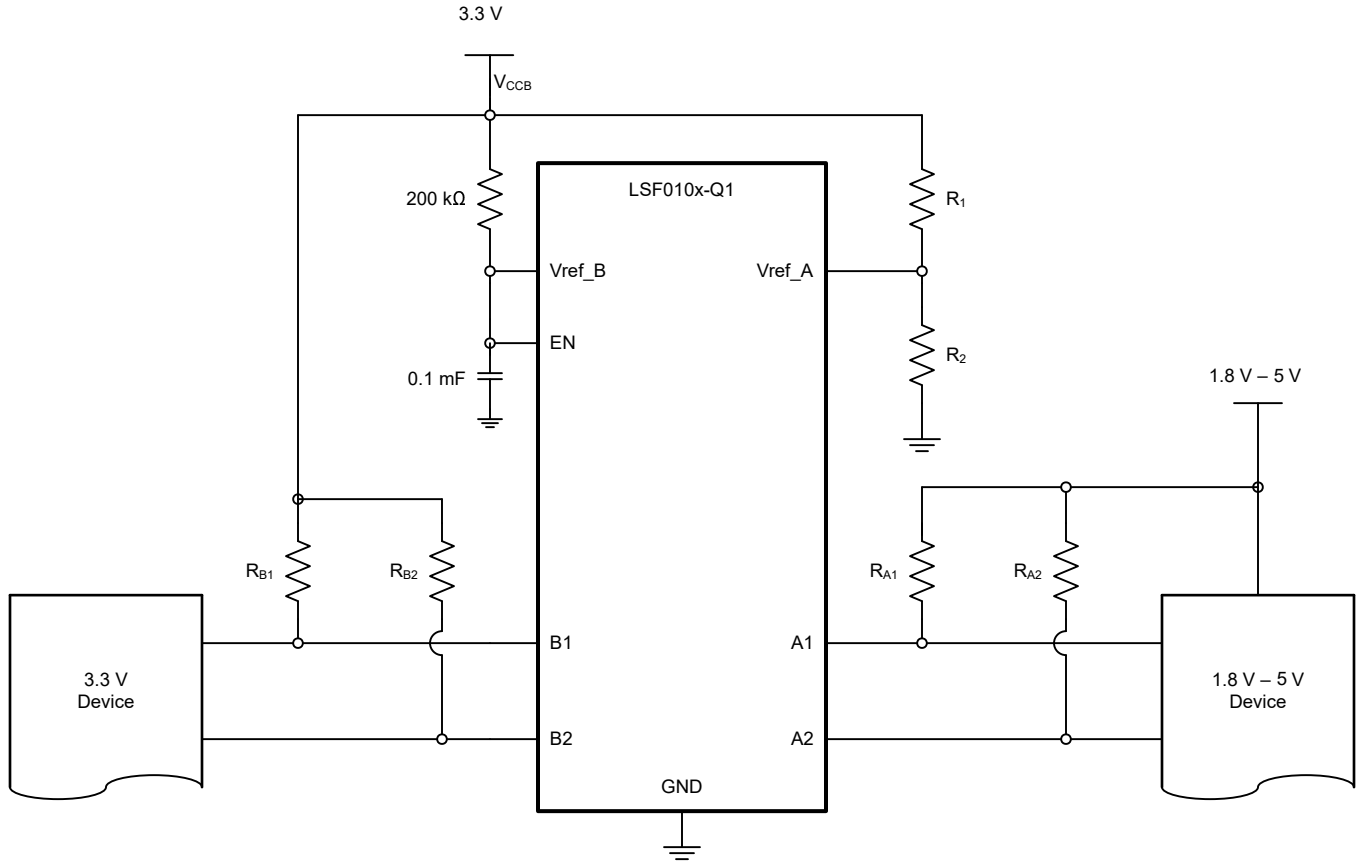 3.3 V
VCCB
LSF010x-Q1
200 kΩ
R1
Vref_B
Vref_A
EN
R2
0.1 mF
1.8 V – 5 V
RB1
RB2
RA1
RA2
B1
A1
3.3 V
Device
1.8 V – 5 V
Device
B2
A2
GND